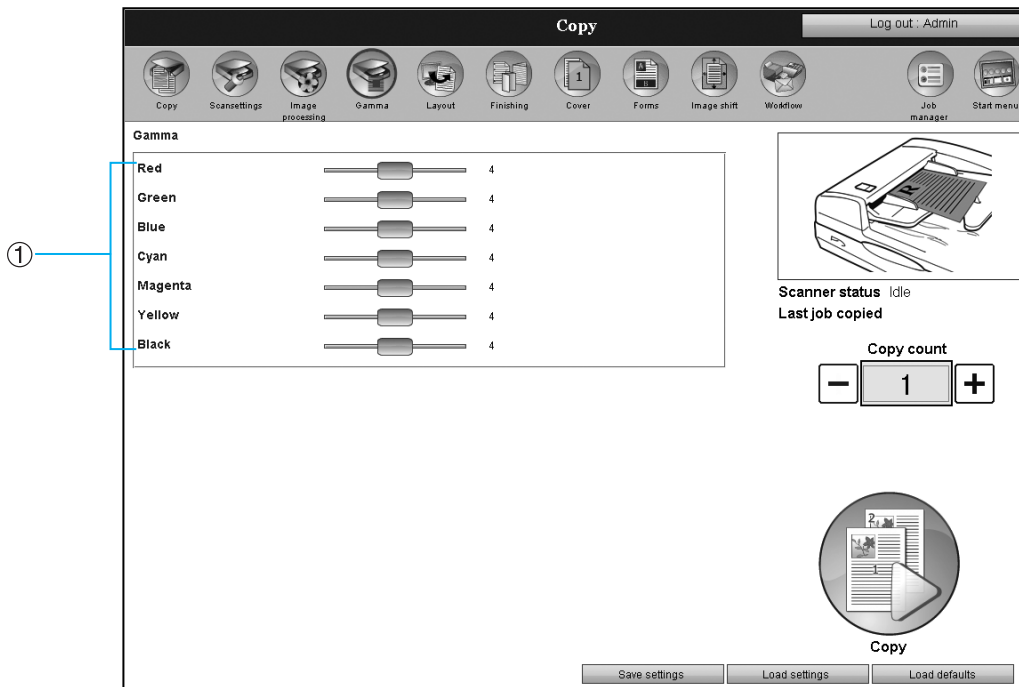 Copy
Log out : Admin
Copy
Scansettings
Image processing
Gamma
Layout
Finishing
Cover
Forms
Image shift
Workflow
Job manager
Start menu
Gamma
Red 4
Green 4
Blue 4
Cyan 4
Magenta 4
Yellow 4
Black 4
①
R
Scanner status Idle
Last job copied
Copy count
− 1 +
2
1
Copy
Save settings
Load settings
Load defaults